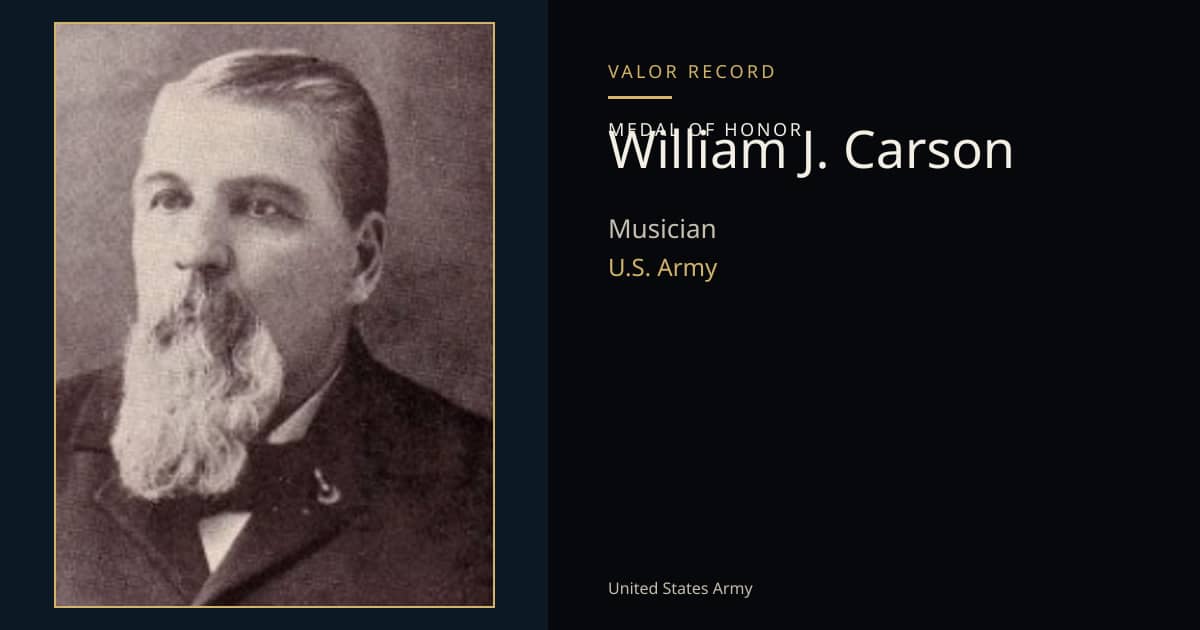 VALOR RECORD
MEDAL OF HONOR
William J. Carson
Musician
U.S. Army
United States Army